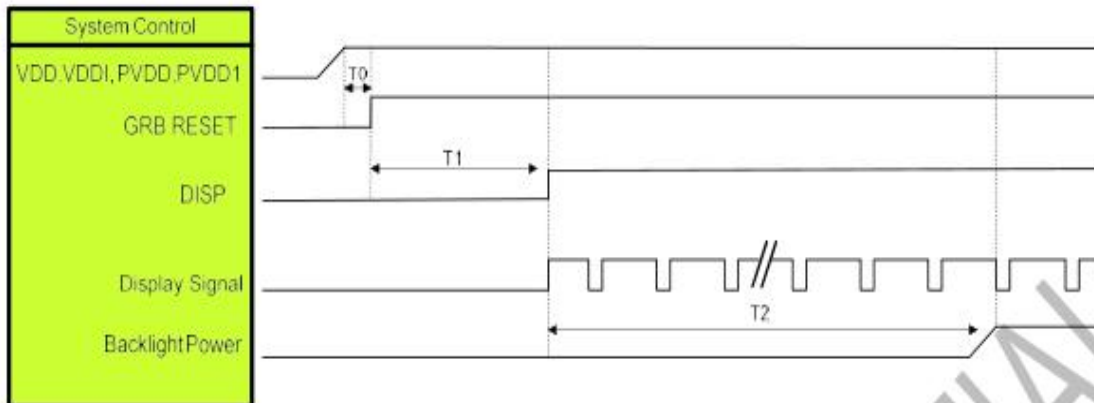 System Control
VDD.VDDI,PVDD.PVDD1
T0
GRB RESET
T1
DISP
Display Signal
T2
Backlight Power